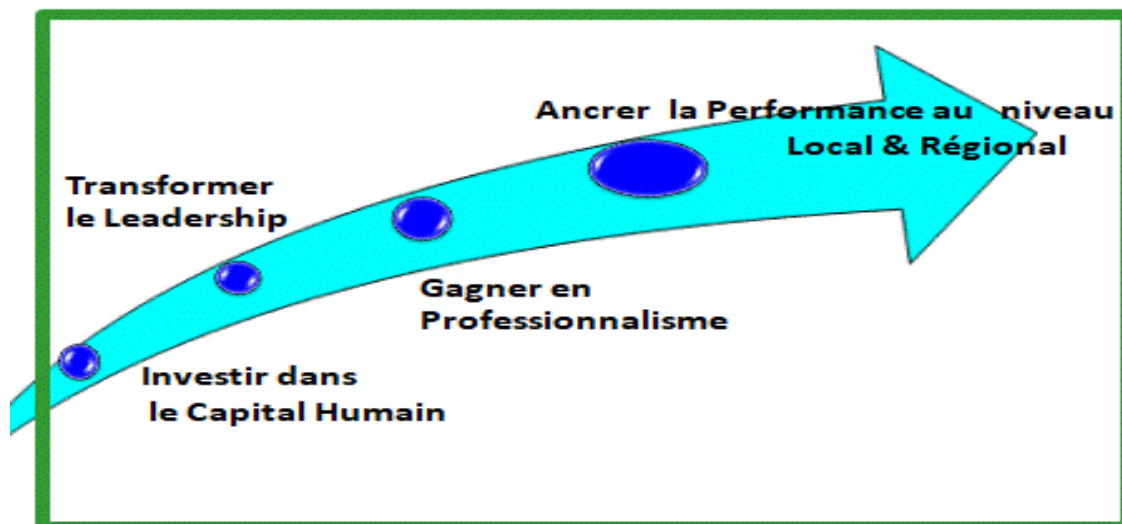 Ancrer la Performance au niveau
Local & Régional
Transformer
le Leadership
Gagner en
Professionnalisme
Investir dans
le Capital Humain